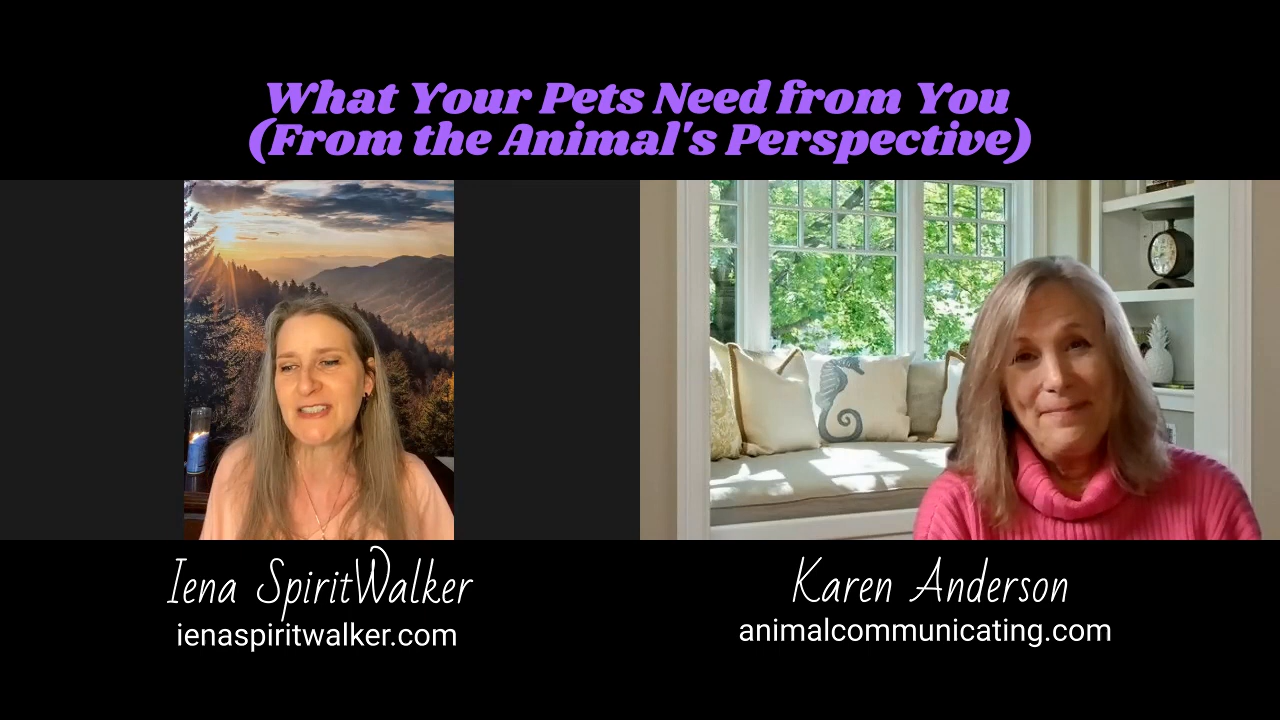 What Your Pets Need from You
(From the Animal's Perspective)
Iena SpiritWalker
ienaspiritwalker.com
Karen Anderson
animalcommunicating.com